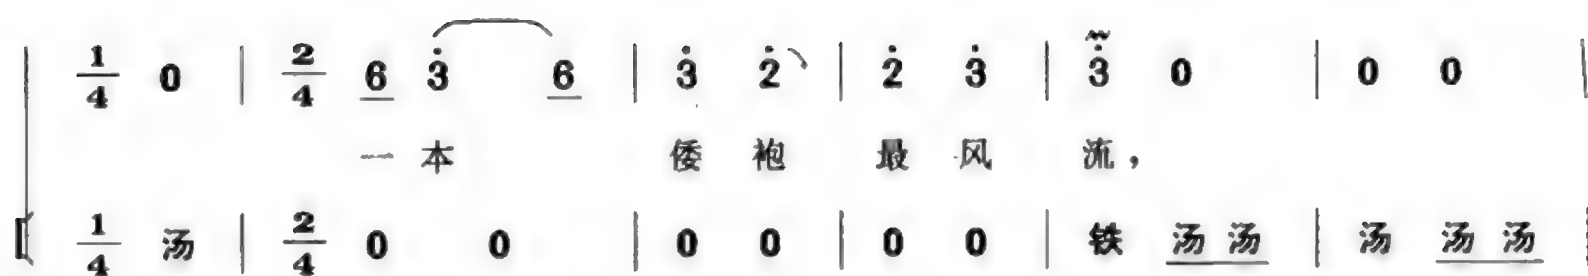 1/4 0 | 2/4 6 3̇ 6 | 3̇ 2̇ | 2̇ 3̇ | 3̇ 0 | 0 0 |
一 本 倭 袍 最 风 流，
1/4 汤 | 2/4 0 0 | 0 0 | 0 0 | 铁 汤 汤 | 汤 汤 汤 |